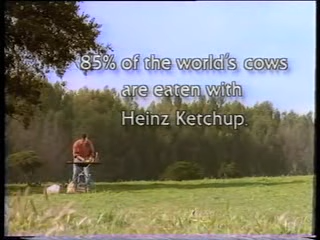 85% of the world's cows
are eaten with
Heinz Ketchup.